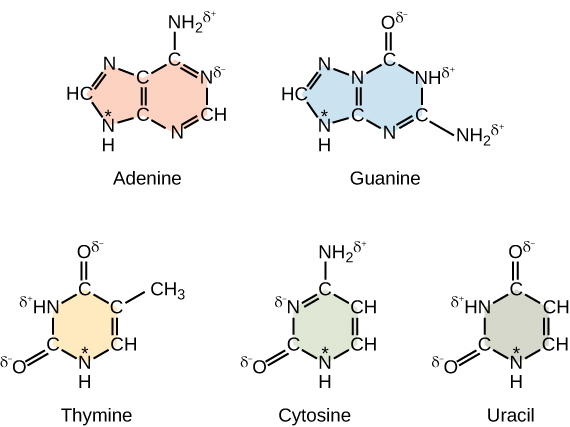 NH₂δ⁺ Oδ⁻
N C Nδ⁻ N C NHδ⁺
C N
HC HC
C CH C C
* N N * N N NH₂δ⁺
H H
Adenine Guanine
Oδ⁻ NH₂δ⁺ Oδ⁻
CH₃
δ⁺HN C C δ⁻N C CH δ⁺HN C CH
C CH C CH C CH
δ⁻O * N δ⁻O * N δ⁻O * N
H H H
Thymine Cytosine Uracil